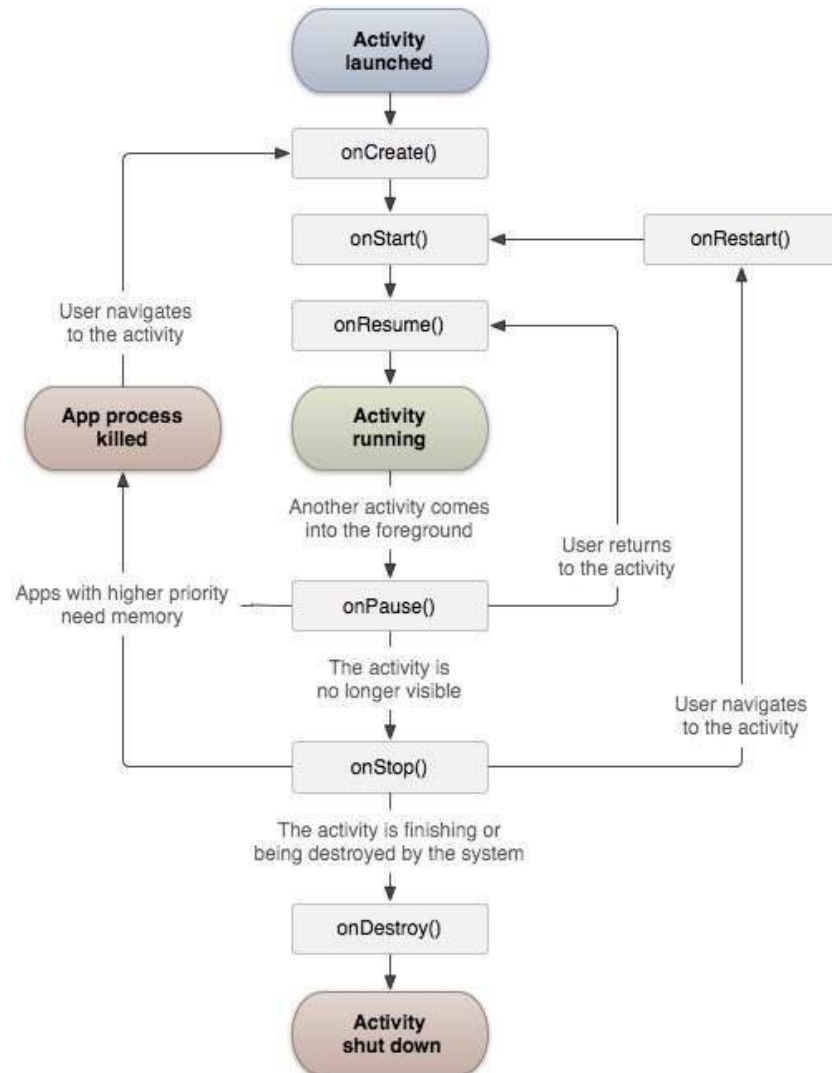 Activity
launched
onCreate()
onStart()
onRestart()
User navigates
to the activity
onResume()
App process
killed
Activity
running
Another activity comes
into the foreground
User returns
to the activity
Apps with higher priority
need memory
onPause()
The activity is
no longer visible
User navigates
to the activity
onStop()
The activity is finishing or
being destroyed by the system
onDestroy()
Activity
shut down